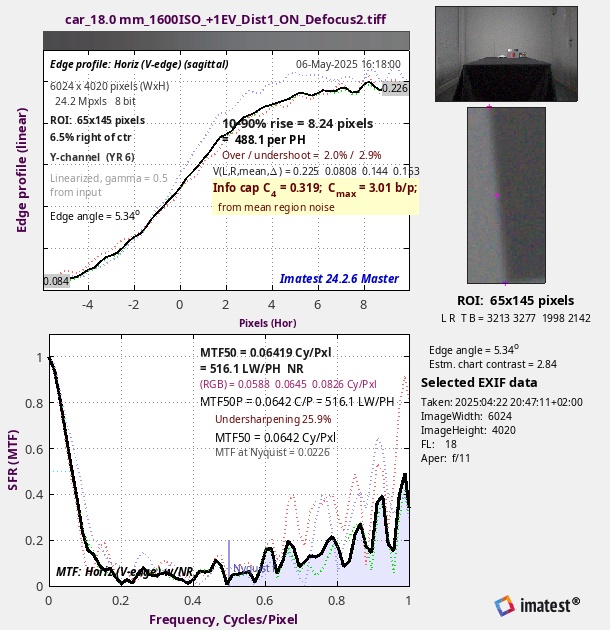 car_18.0 mm_1600ISO_+1EV_Dist1_ON_Defocus2.tiff
Edge profile: Horiz (V-edge) (sagittal)
06-May-2025 16:18:00
6024 x 4020 pixels (WxH)
24.2 Mpxls   8 bit
0.226
ROI:  65x145 pixels
6.5% right of ctr
Y-channel  (YR 6)
10-90% rise = 8.24 pixels
=  488.1 per PH
Over / undershoot =  2.0% /  2.9%
V(L,R,mean,Δ) = 0.225  0.0808  0.144  0.153
Linearized, gamma = 0.5
from input
Info cap C4 = 0.319;  Cmax = 3.01 b/p;
from mean region noise
Edge angle = 5.34°
0.084
Imatest 24.2.6 Master
Edge profile (linear)
-4 -2 0 2 4 6 8
Pixels (Hor)
ROI:  65x145 pixels
L R  T B = 3213 3277  1998 2142
Edge angle = 5.34°
Estm. chart contrast = 2.84
Selected EXIF data
Taken: 2025:04:22 20:47:11+02:00
ImageWidth:  6024
ImageHeight:  4020
FL:   18
Aper:  f/11
MTF50 = 0.06419 Cy/Pxl
= 516.1 LW/PH  NR
(RGB) = 0.0588  0.0645  0.0826 Cy/Pxl
MTF50P = 0.0642 C/P = 516.1 LW/PH
Undersharpening 25.9%
MTF50 = 0.0642 Cy/Pxl
MTF at Nyquist = 0.0226
SFR (MTF)
1
0.8
0.6
0.4
0.2
0
Nyquist
MTF: Horiz (V-edge) w/NR
0 0.2 0.4 0.6 0.8 1
Frequency, Cycles/Pixel
imatest®